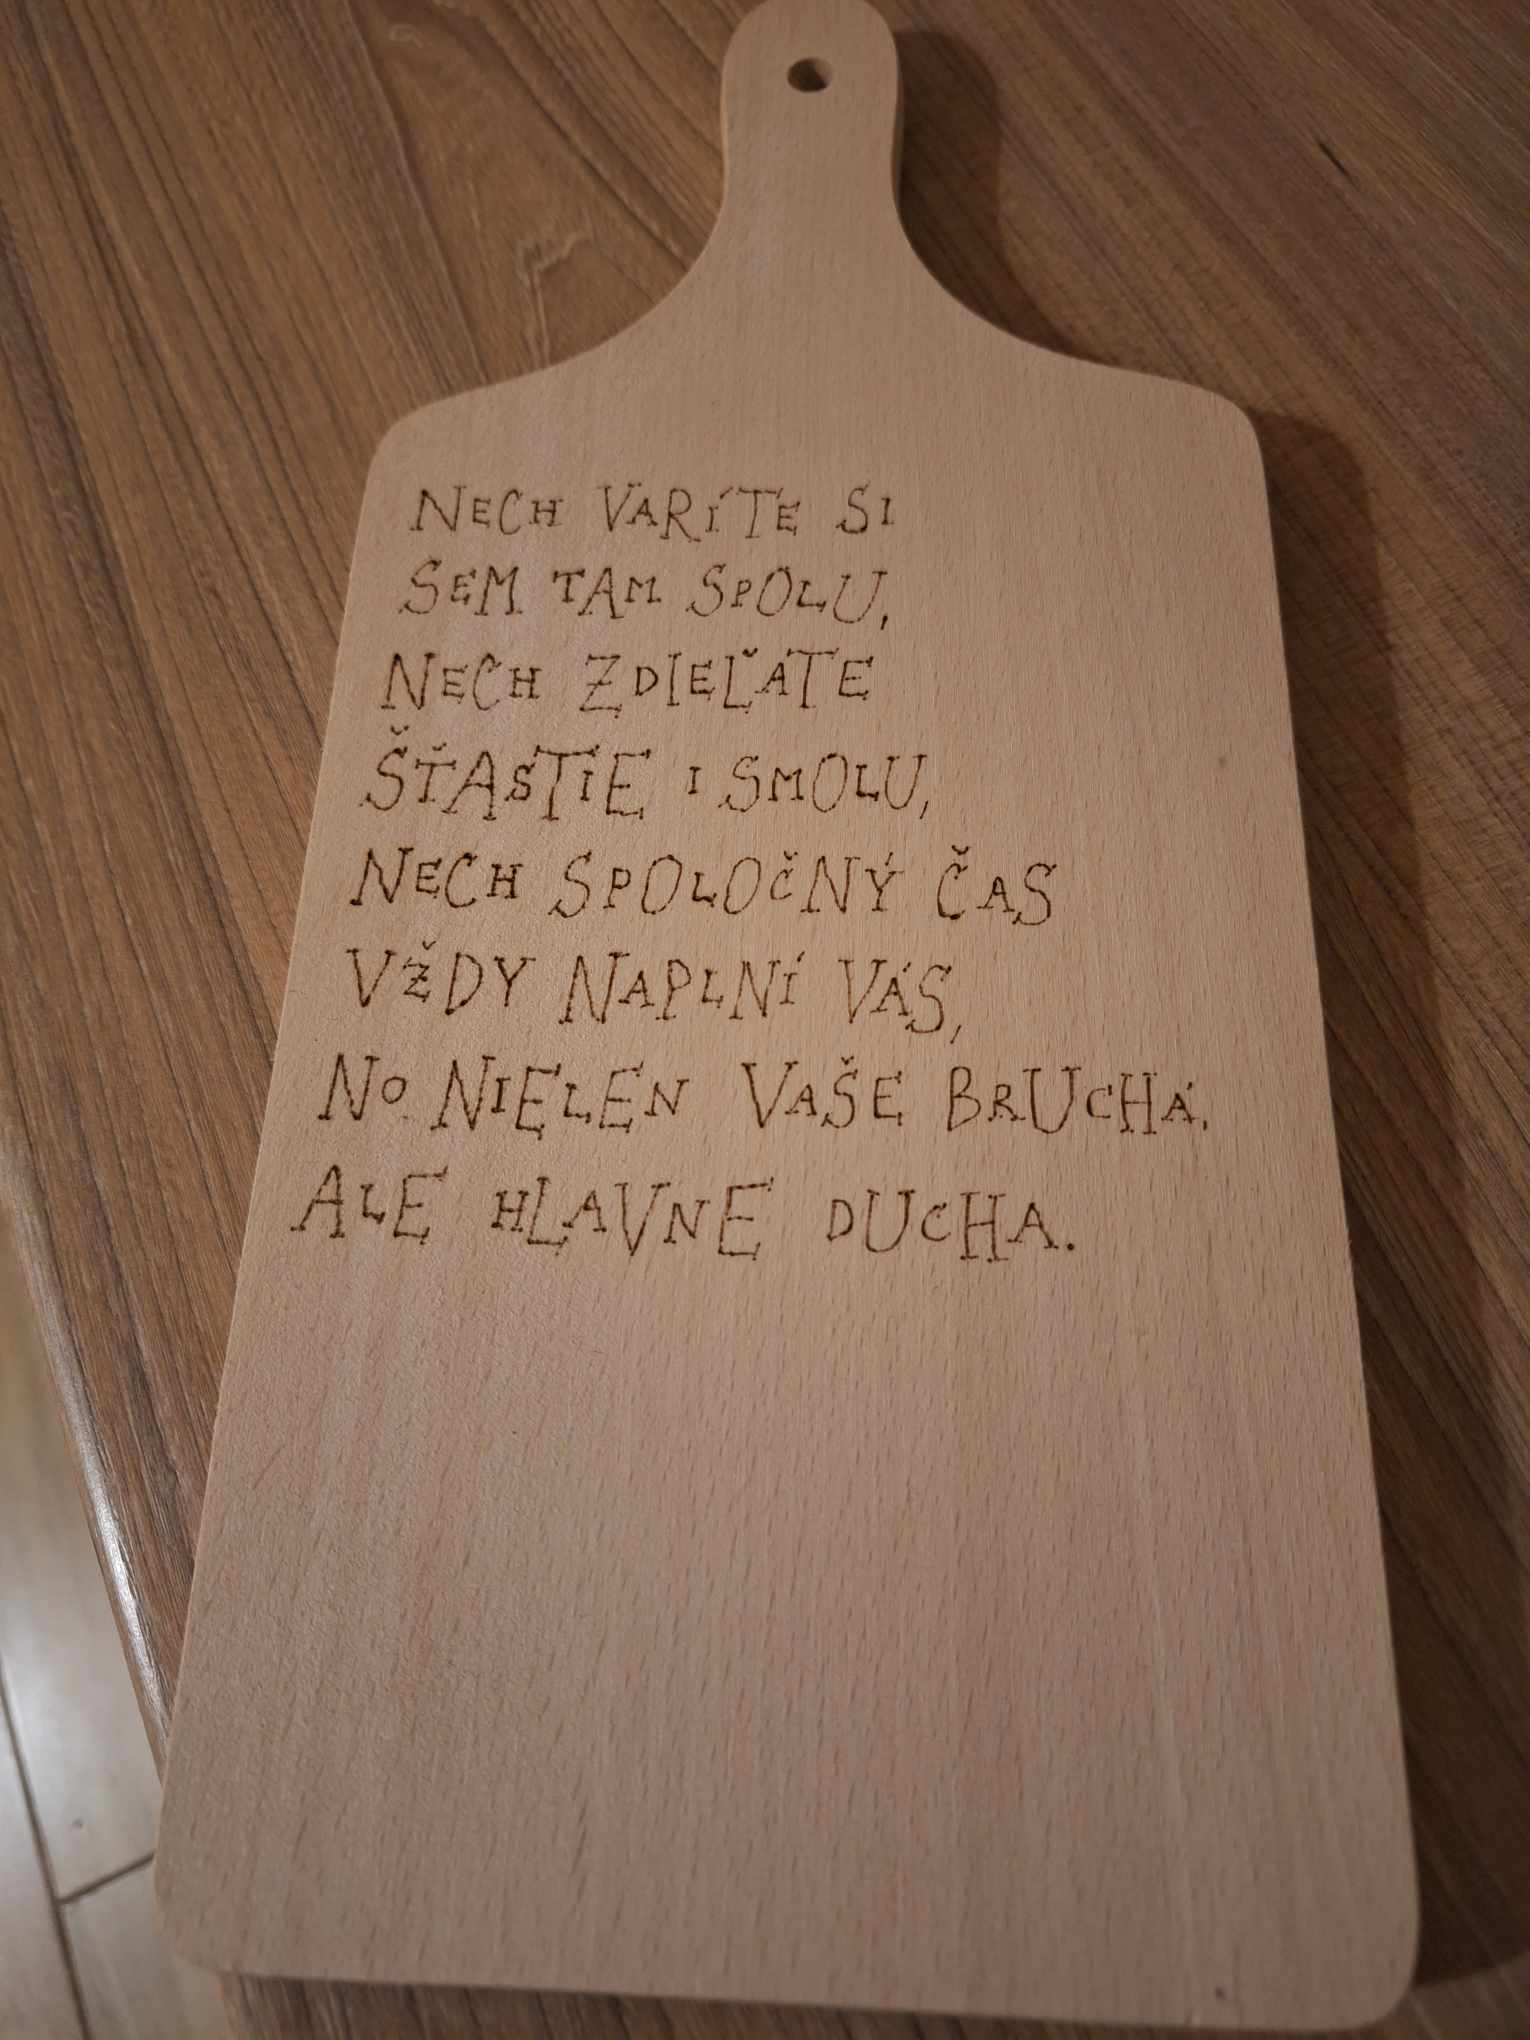 NECH VARÍTE SI
SEM TAM SPOLU,
NECH ZDIEĽATE
ŠŤASTIE I SMOLU,
NECH SPOLOČNÝ ČAS
VŽDY NAPLNÍ VÁS,
NO NIELEN VAŠE BRUCHÁ,
ALE HLAVNE DUCHA.